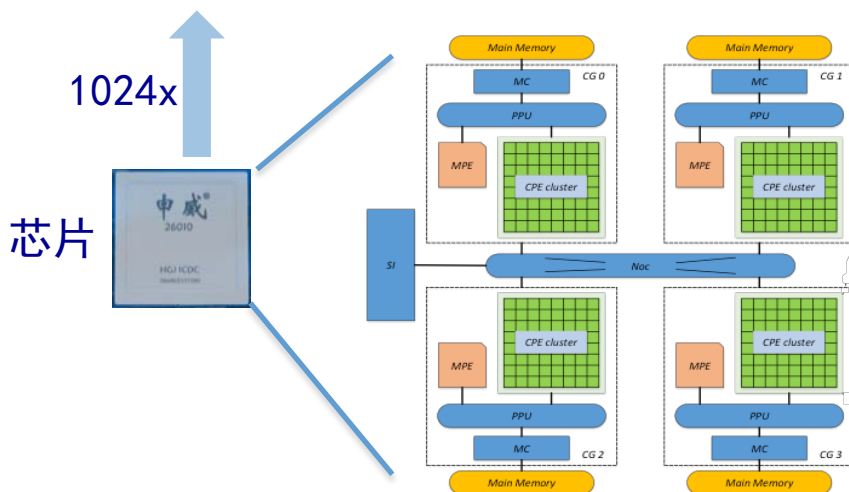 1024x
芯片
申威®
26010
HGJ ICDC
Main Memory
MC
CG 0
PPU
MPE
CPE cluster
Main Memory
MC
CG 1
PPU
MPE
CPE cluster
SI
Noc
CPE cluster
MPE
PPU
MC
CG 2
Main Memory
CPE cluster
MPE
PPU
MC
CG 3
Main Memory